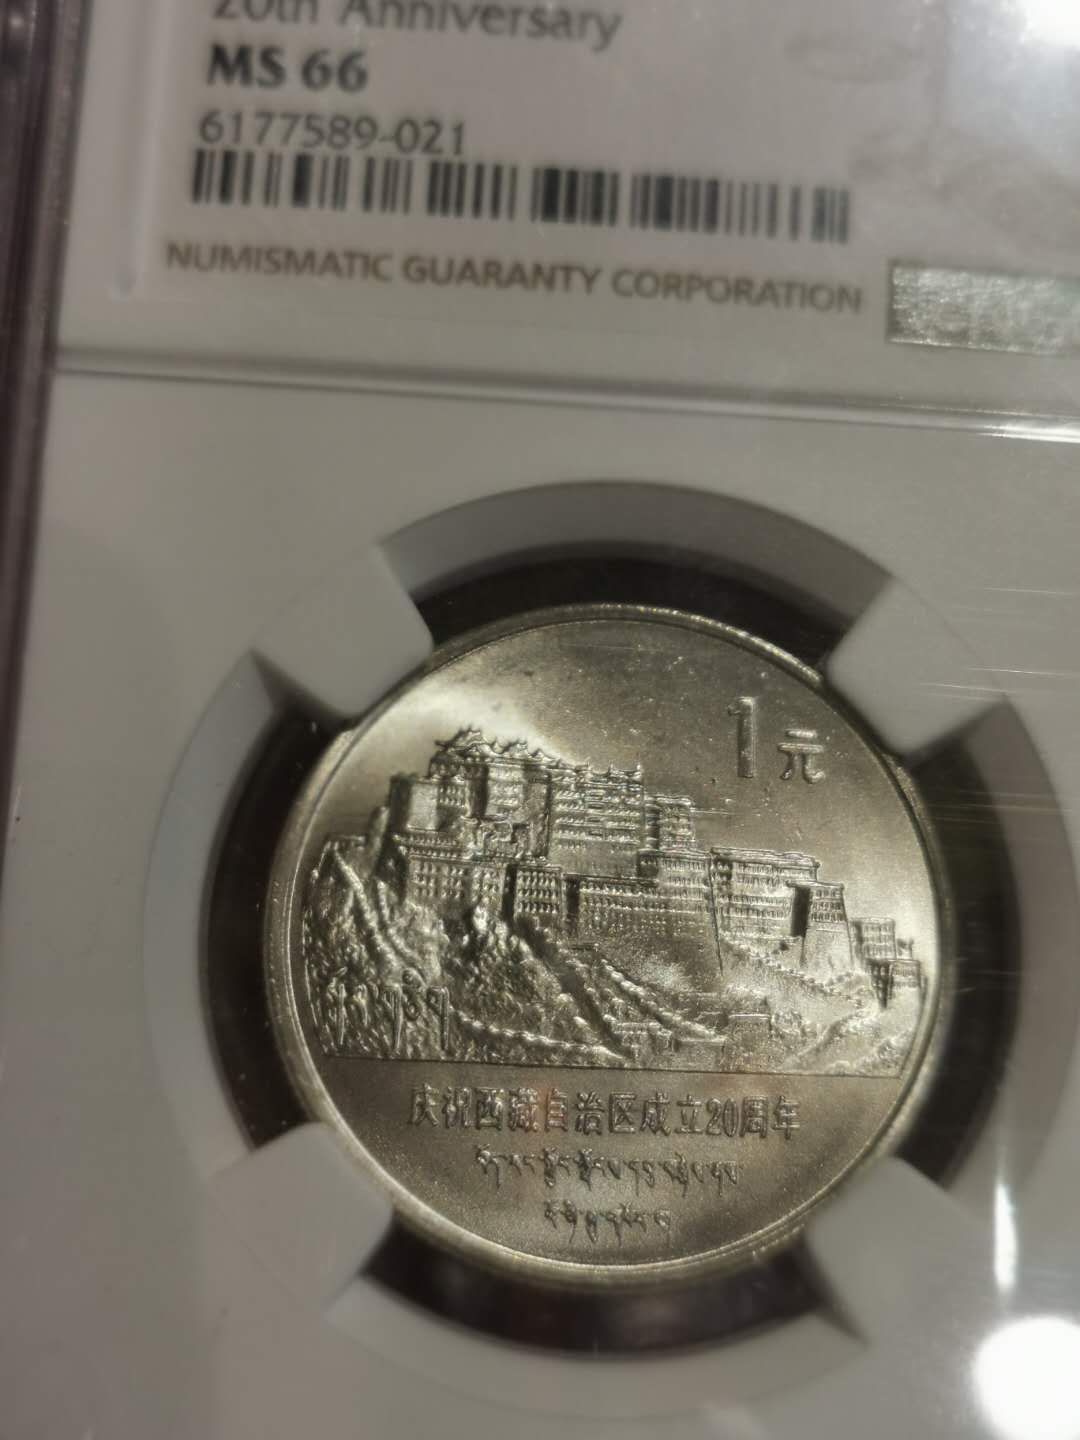 20th Anniversary
MS 66
6177589-021
NUMISMATIC GUARANTY CORPORATION
1元
庆祝西藏自治区成立20周年